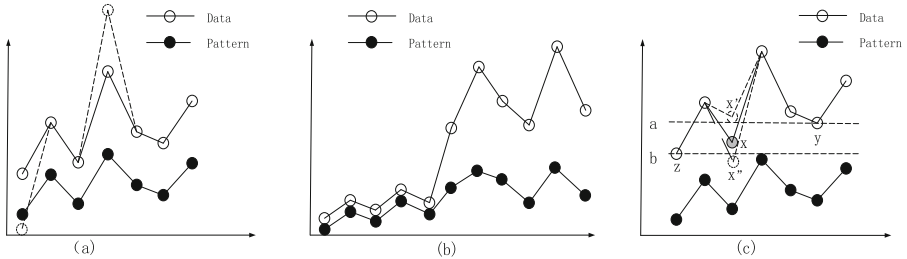 Data
Pattern
(a)
Data
Pattern
(b)
Data
Pattern
x'
a
x
y
b
z
x"
(c)